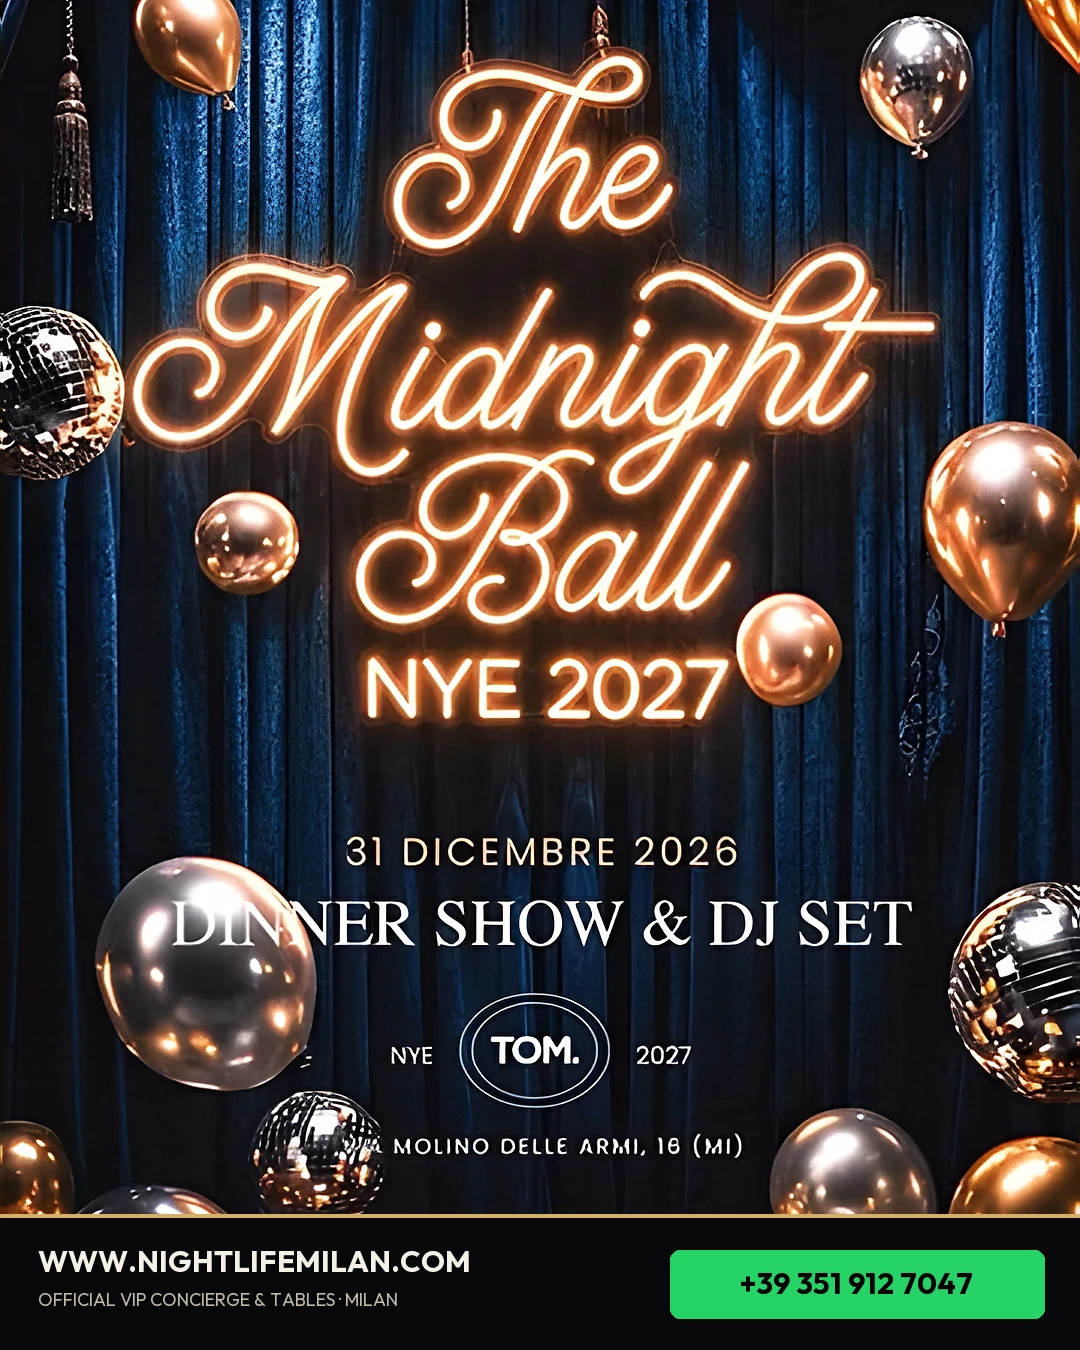 The
Midnight
Ball
NYE 2027
31 DICEMBRE 2026
DINNER SHOW & DJ SET
NYE TOM. 2027
MOLINO DELLE ARMI, 16 (MI)
WWW.NIGHTLIFEMILAN.COM
OFFICIAL VIP CONCIERGE & TABLES · MILAN
+39 351 912 7047